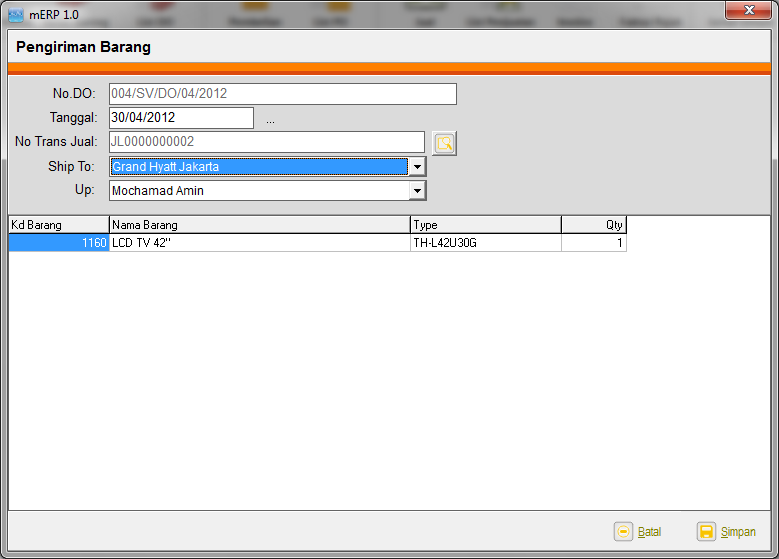 mERP 1.0
Pengiriman Barang
No.DO: 004/SV/DO/04/2012
Tanggal: 30/04/2012 ...
No Trans Jual: JL0000000002
Ship To: Grand Hyatt Jakarta
Up: Mochamad Amin
Kd Barang Nama Barang Type Qty
1160 LCD TV 42" TH-L42U30G 1
Batal Simpan